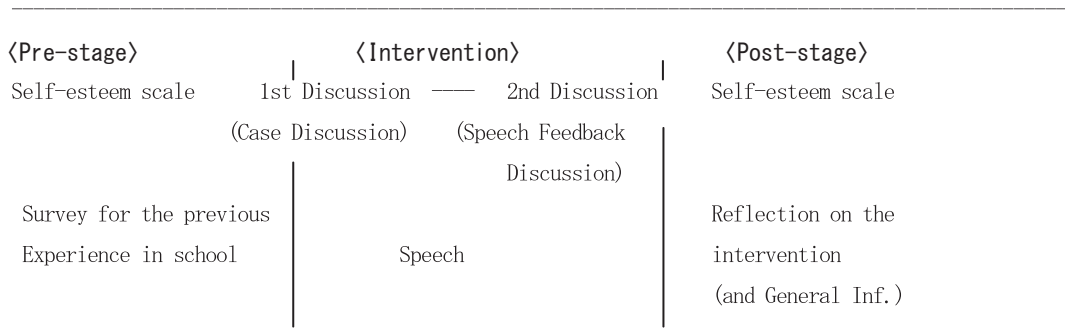 〈Pre-stage〉 〈Intervention〉 〈Post-stage〉
Self-esteem scale 1st Discussion ―― 2nd Discussion Self-esteem scale
(Case Discussion) (Speech Feedback
Discussion)
Survey for the previous Reflection on the
Experience in school Speech intervention
(and General Inf.)